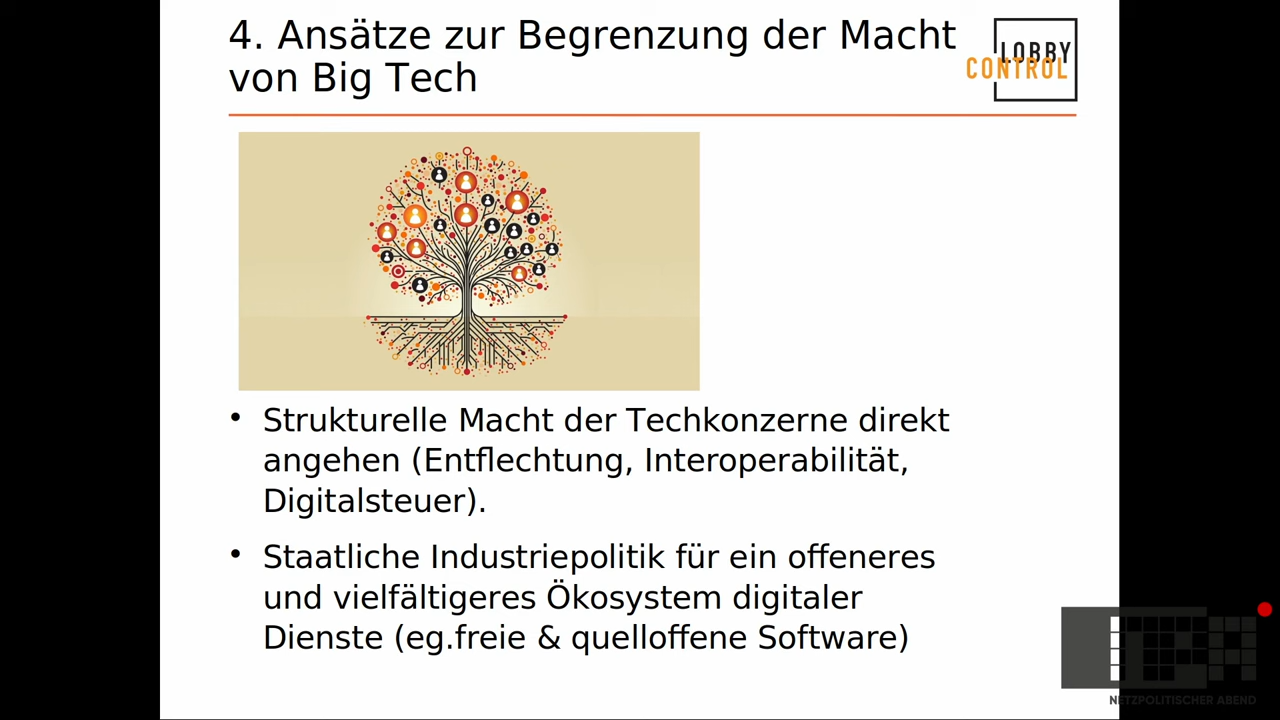 4. Ansätze zur Begrenzung der Macht
von Big Tech
LOBBY
CONTROL
• Strukturelle Macht der Techkonzerne direkt
angehen (Entflechtung, Interoperabilität,
Digitalsteuer).
• Staatliche Industriepolitik für ein offeneres
und vielfältigeres Ökosystem digitaler
Dienste (eg.freie & quelloffene Software)
NETZPOLITISCHER ABEND